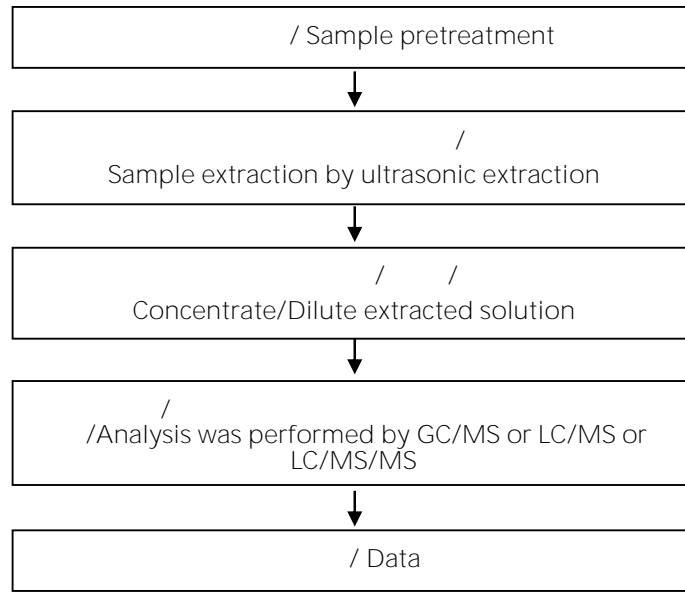 / Sample pretreatment
/
Sample extraction by ultrasonic extraction
/ /
Concentrate/Dilute extracted solution
/
/Analysis was performed by GC/MS or LC/MS or
LC/MS/MS
/ Data